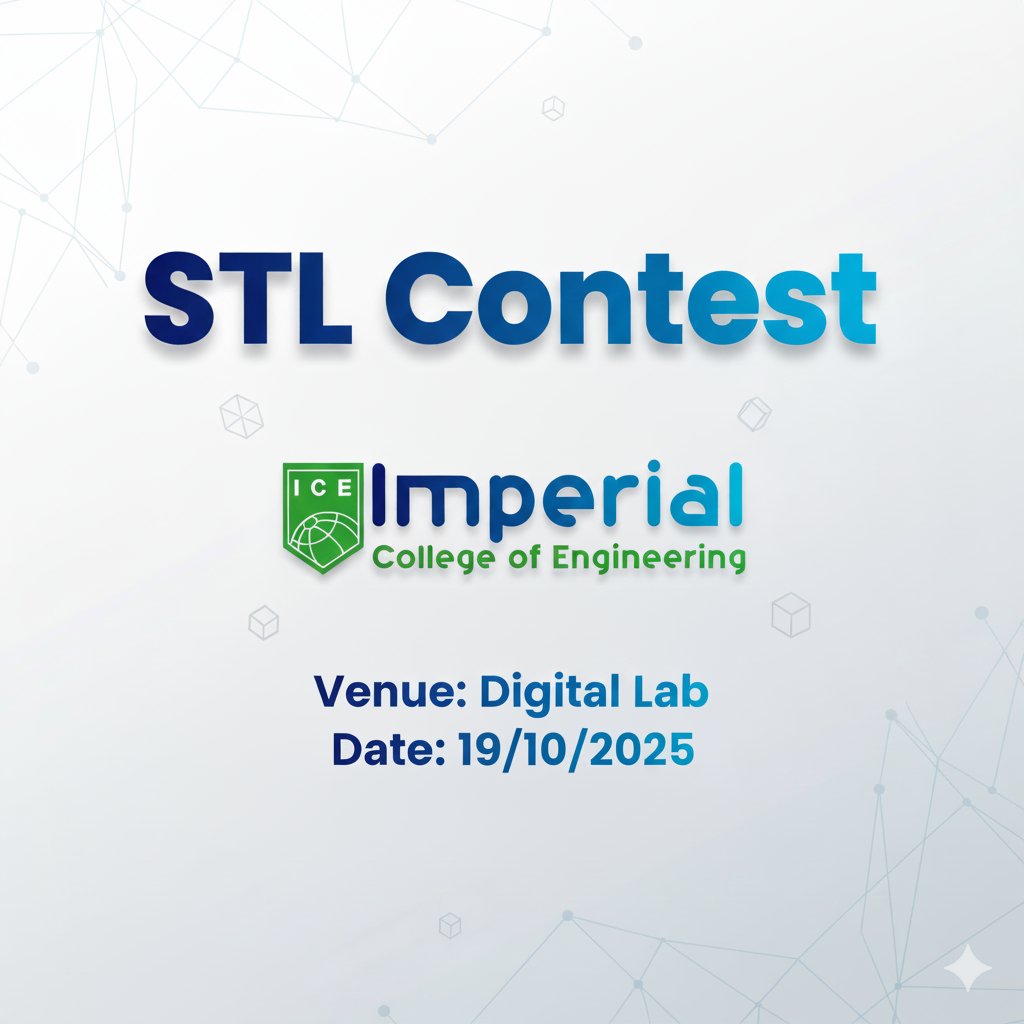 STL Contest
ICE
Imperial
College of Engineering
Venue: Digital Lab
Date: 19/10/2025